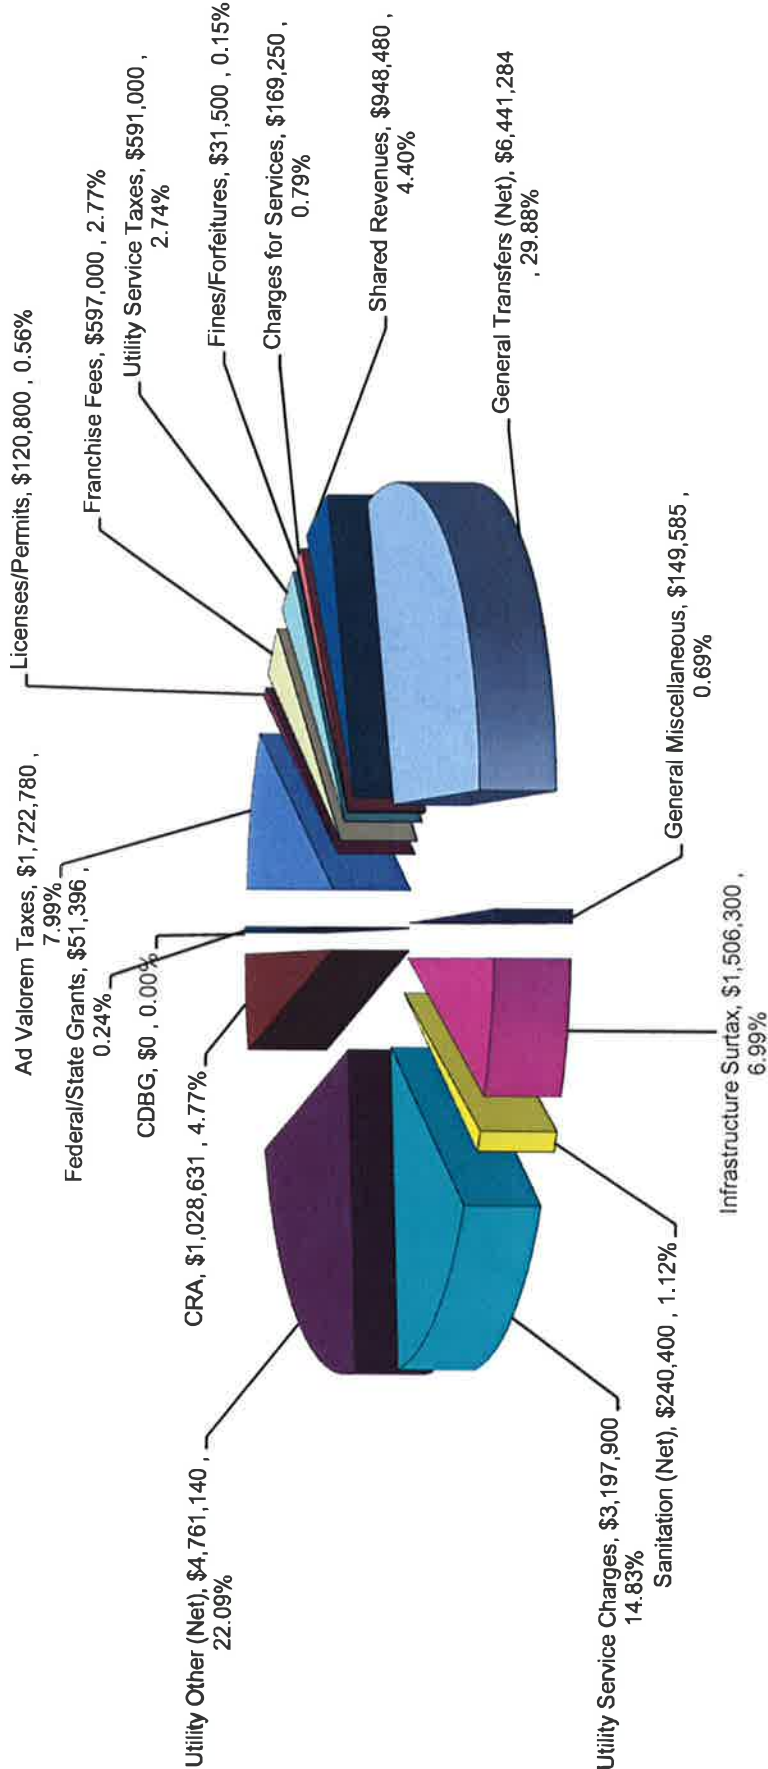 Ad Valorem Taxes, $1,722,780 ,
7.99%
Licenses/Permits, $120,800 , 0.56%
Franchise Fees, $597,000 , 2.77%
Utility Service Taxes, $591,000 ,
2.74%
Fines/Forfeitures, $31,500 , 0.15%
Charges for Services, $169,250 ,
0.79%
Shared Revenues, $948,480 ,
4.40%
General Transfers (Net), $6,441,284
, 29.88%
General Miscellaneous, $149,585 ,
0.69%
Infrastructure Surtax, $1,506,300 ,
6.99%
Sanitation (Net), $240,400 , 1.12%
Utility Service Charges, $3,197,900
14.83%
Utility Other (Net), $4,761,140 ,
22.09%
CRA, $1,028,631 , 4.77%
CDBG, $0 , 0.00%
Federal/State Grants, $51,396 ,
0.24%